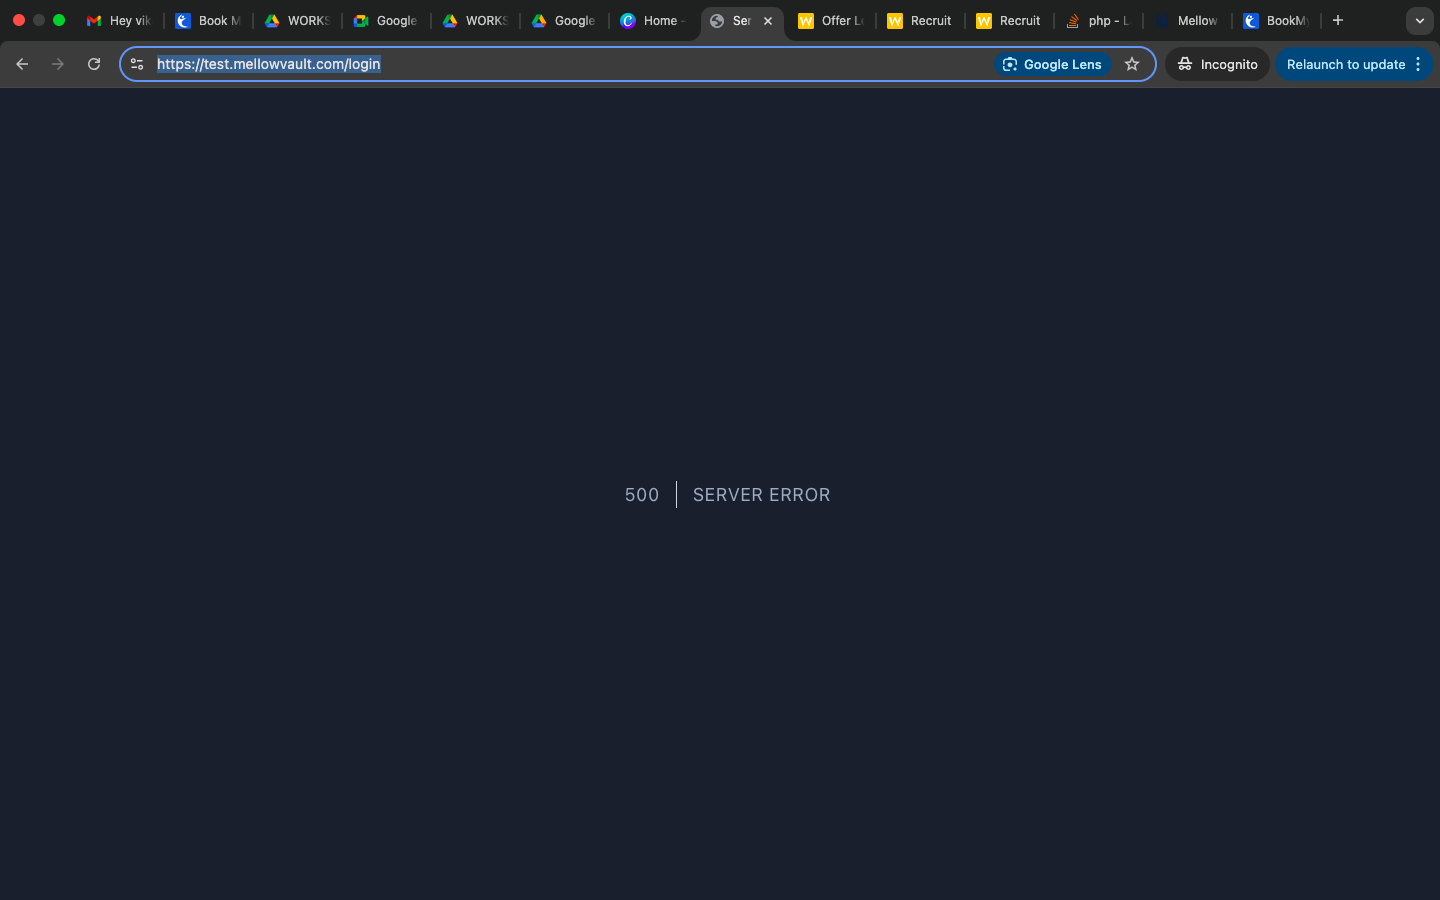 Hey vik
Book M
WORKS
Google
WORKS
Google
Home -
Ser
Offer Le
Recruit
Recruit
php - L
Mellow
BookMy
https://test.mellowvault.com/login
Google Lens
Incognito
Relaunch to update
500
SERVER ERROR